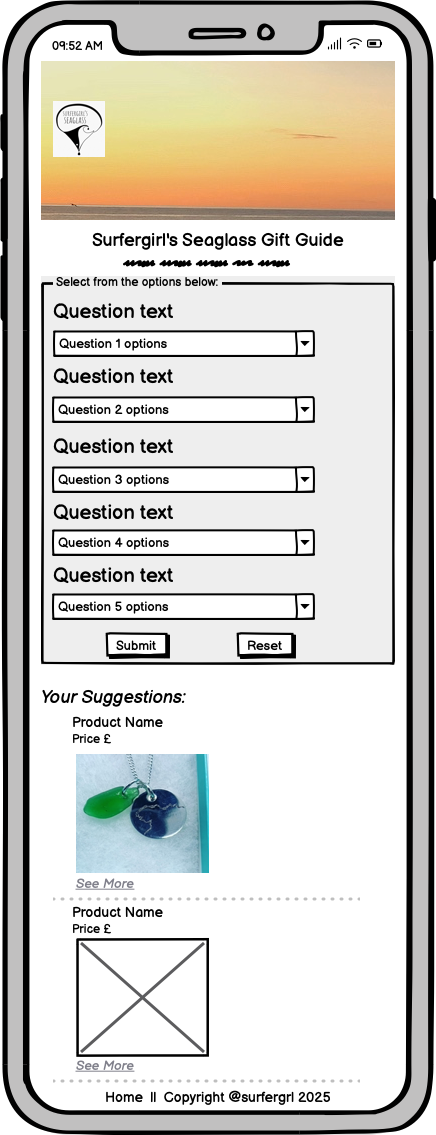 09:52 AM
SURFERGIRL'S
SEAGLASS
Surfergirl's Seaglass Gift Guide
Select from the options below:
Question text
Question 1 options
Question text
Question 2 options
Question text
Question 3 options
Question text
Question 4 options
Question text
Question 5 options
Submit Reset
Your Suggestions:
Product Name
Price £
See More
Product Name
Price £
See More
Home || Copyright @surfergrl 2025